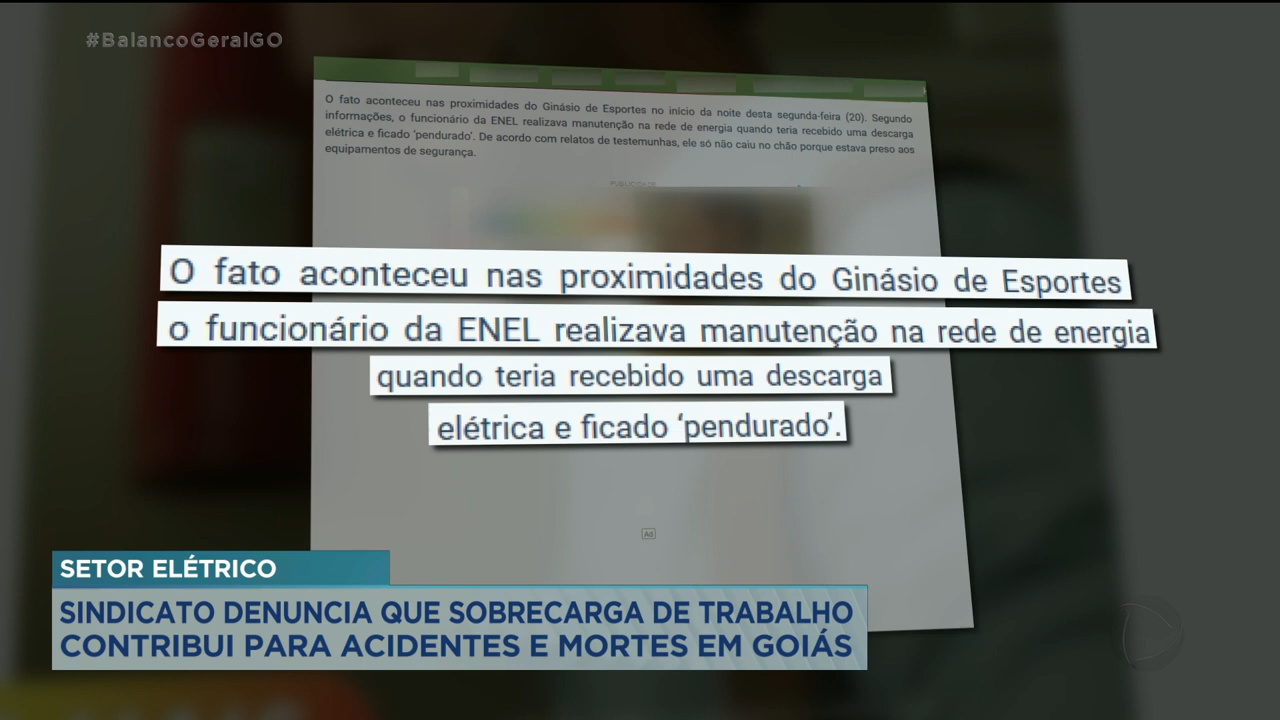 #BalancoGeralGO
O fato aconteceu nas proximidades do Ginásio de Esportes no início da noite desta segunda-feira (20). Segundo
informações, o funcionário da ENEL realizava manutenção na rede de energia quando teria recebido uma descarga
elétrica e ficado 'pendurado'. De acordo com relatos de testemunhas, ele só não caiu no chão porque estava preso aos
equipamentos de segurança.
PUBLICIDADE
O fato aconteceu nas proximidades do Ginásio de Esportes
o funcionário da ENEL realizava manutenção na rede de energia
quando teria recebido uma descarga
elétrica e ficado ‘pendurado’.
Ad
SETOR ELÉTRICO
SINDICATO DENUNCIA QUE SOBRECARGA DE TRABALHO
CONTRIBUI PARA ACIDENTES E MORTES EM GOIÁS